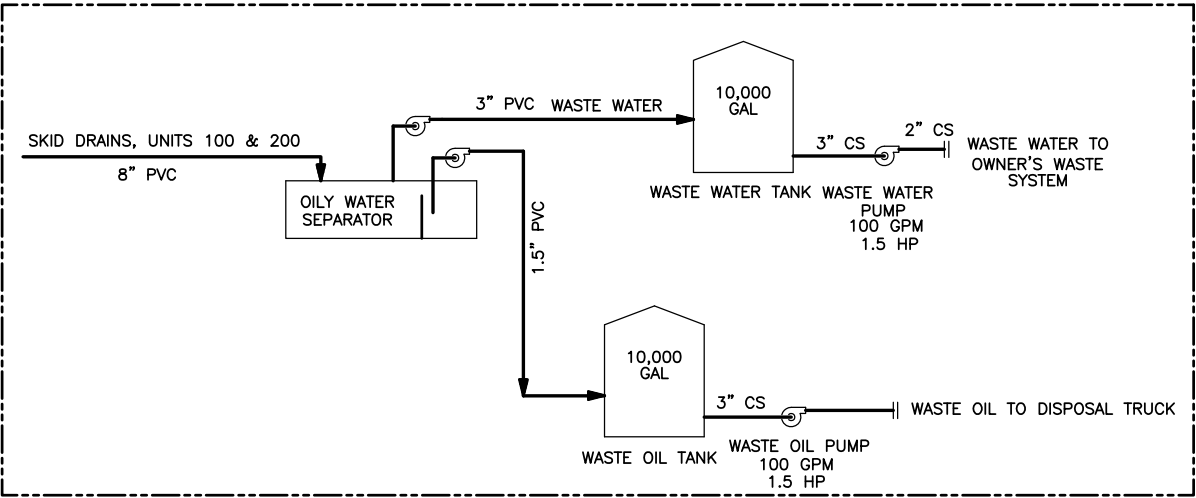 SKID DRAINS, UNITS 100 & 200
8” PVC
OILY WATER
SEPARATOR
3” PVC WASTE WATER
1.5” PVC
10,000
GAL
WASTE WATER TANK
3” CS
2” CS
WASTE WATER
PUMP
100 GPM
1.5 HP
WASTE WATER TO
OWNER’S WASTE
SYSTEM
10,000
GAL
WASTE OIL TANK
3” CS
WASTE OIL PUMP
100 GPM
1.5 HP
WASTE OIL TO DISPOSAL TRUCK